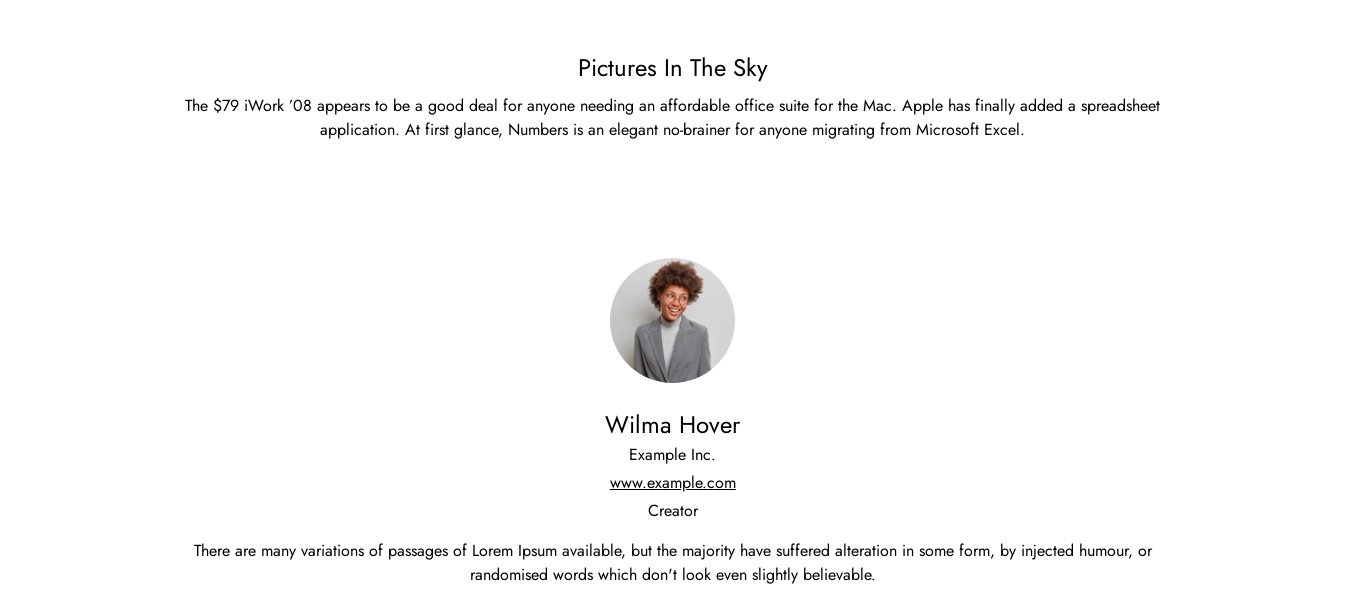 Pictures In The Sky
The $79 iWork ’08 appears to be a good deal for anyone needing an affordable office suite for the Mac. Apple has finally added a spreadsheet
application. At first glance, Numbers is an elegant no-brainer for anyone migrating from Microsoft Excel.
Wilma Hover
Example Inc.
www.example.com
Creator
There are many variations of passages of Lorem Ipsum available, but the majority have suffered alteration in some form, by injected humour, or
randomised words which don't look even slightly believable.